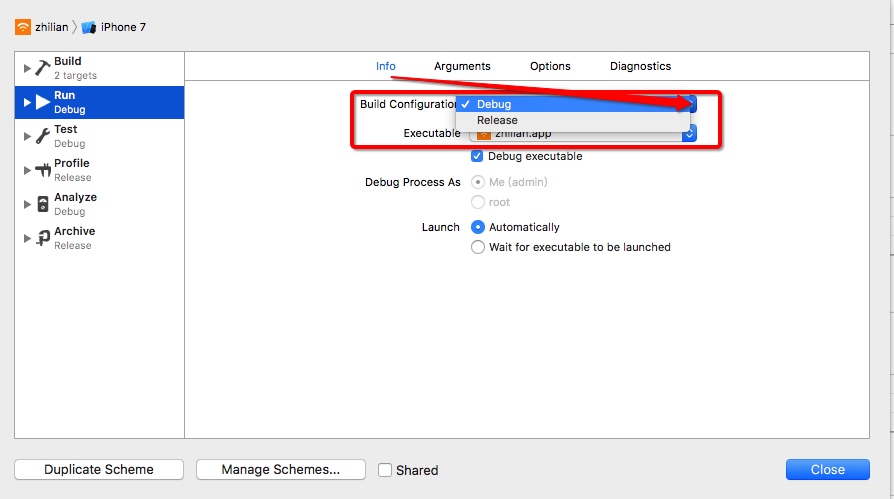 zhilian 〉 iPhone 7
Build
2 targets
Run
Debug
Test
Debug
Profile
Release
Analyze
Debug
Archive
Release
Info Arguments Options Diagnostics
Build Configuration ✓ Debug
Release
Executable zhilian.app
Debug executable
Debug Process As Me (admin)
root
Launch Automatically
Wait for executable to be launched
Duplicate Scheme Manage Schemes... Shared Close